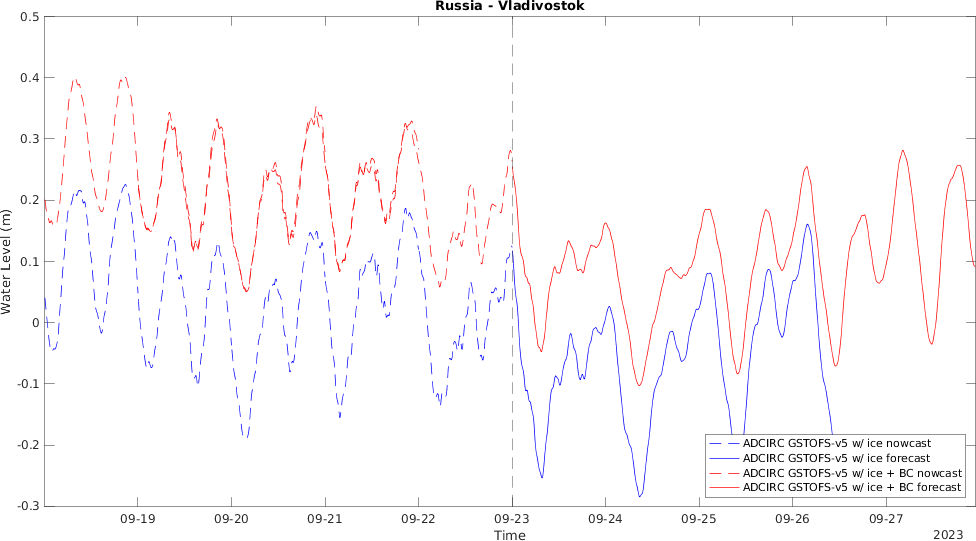 Russia - Vladivostok
0.5
0.4
0.3
0.2
0.1
0
-0.1
-0.2
-0.3
Water Level (m)
ADCIRC GSTOFS-v5 w/ ice nowcast
ADCIRC GSTOFS-v5 w/ ice forecast
ADCIRC GSTOFS-v5 w/ ice + BC nowcast
ADCIRC GSTOFS-v5 w/ ice + BC forecast
09-19 09-20 09-21 09-22 09-23 09-24 09-25 09-26 09-27
Time
2023